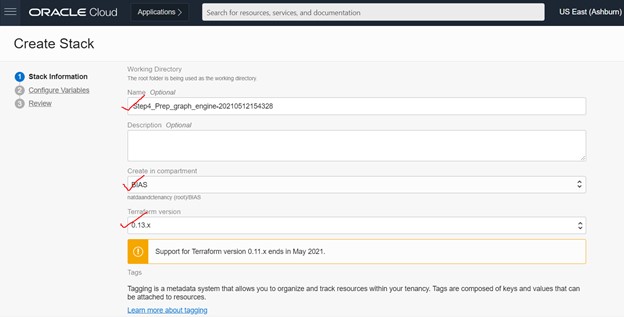 ORACLE Cloud
Applications
Search for resources, services, and documentation
US East (Ashburn)
Create Stack
1 Stack Information
2 Configure Variables
3 Review
Working Directory
The root folder is being used as the working directory.
Name Optional
Step4_Prep_graph_engine-20210512154328
Description Optional
Create in compartment
BIAS
natdaandctenancy (root)/BIAS
Terraform version
0.13.x
Support for Terraform version 0.11.x ends in May 2021.
Tags
Tagging is a metadata system that allows you to organize and track resources within your tenancy. Tags are composed of keys and values that can
be attached to resources.
Learn more about tagging